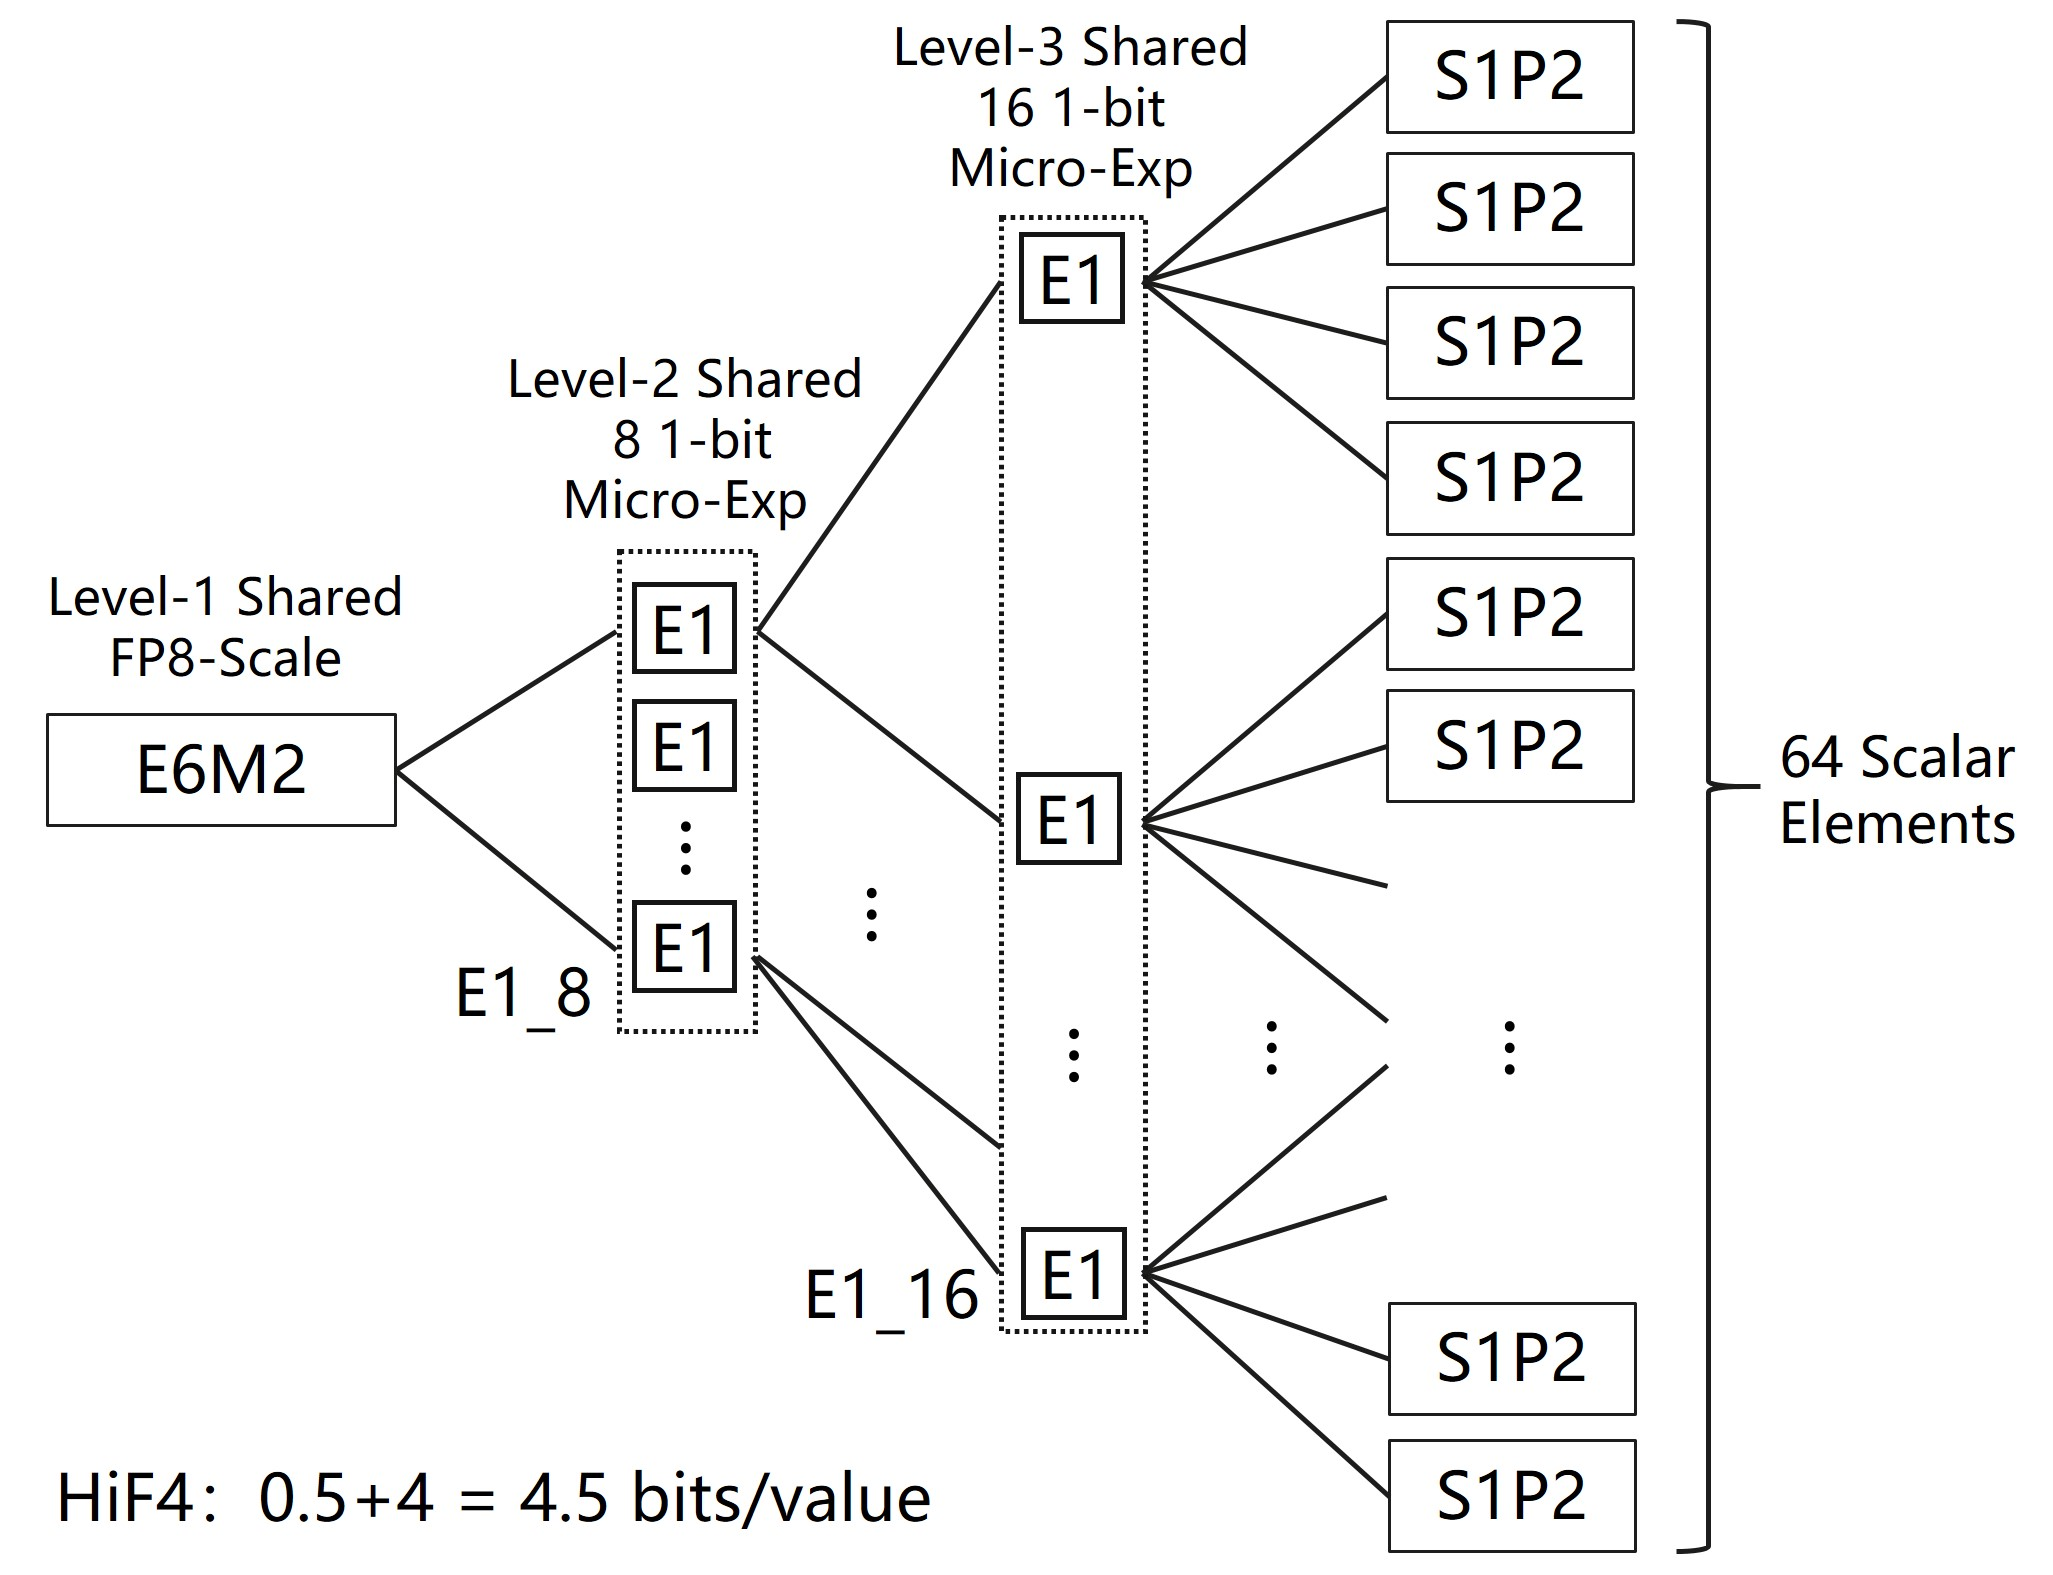 Level-3 Shared
16 1-bit
Micro-Exp
Level-2 Shared
8 1-bit
Micro-Exp
Level-1 Shared
FP8-Scale
E6M2
E1
E1
E1
E1_8
E1
E1
E1
E1_16
S1P2
S1P2
S1P2
S1P2
S1P2
S1P2
S1P2
S1P2
64 Scalar
Elements
HiF4: 0.5+4 = 4.5 bits/value